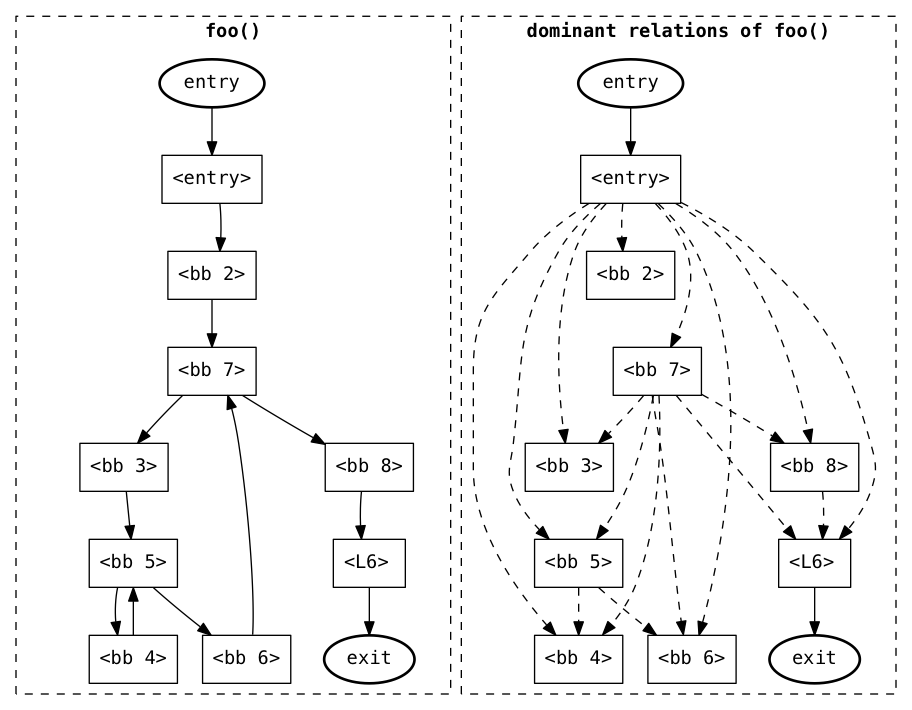 foo()
entry
<entry>
<bb 2>
<bb 7>
<bb 3>
<bb 8>
<bb 5>
<L6>
<bb 4>
<bb 6>
exit
dominant relations of foo()
entry
<entry>
<bb 2>
<bb 7>
<bb 3>
<bb 8>
<bb 5>
<L6>
<bb 4>
<bb 6>
exit